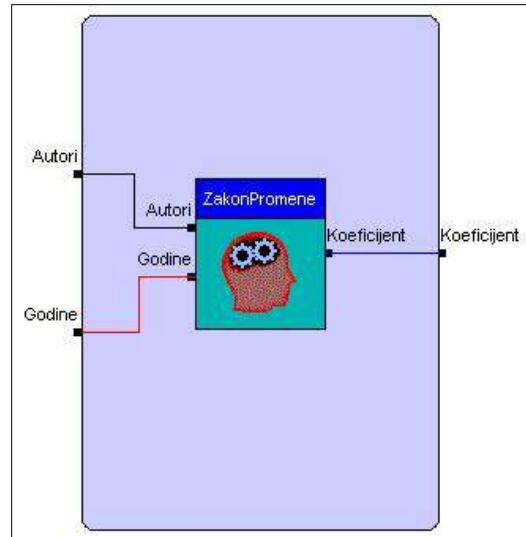 Autori
Autori
ZakonPromene
Koeficijent
Koeficijent
Godine
Godine